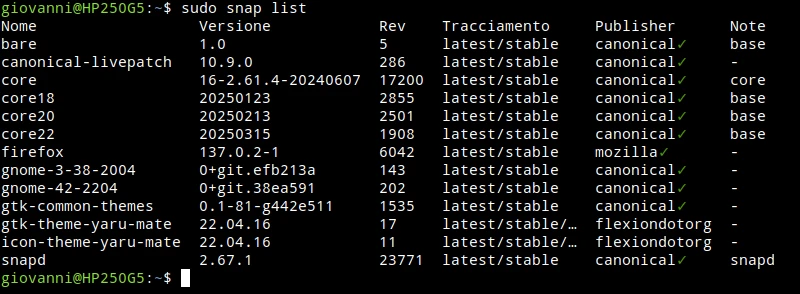 giovanni@HP250G5:~$ sudo snap list
Nome Versione Rev Tracciamento Publisher Note
bare 1.0 5 latest/stable canonical✓ base
canonical-livepatch 10.9.0 286 latest/stable canonical✓ -
core 16-2.61.4-20240607 17200 latest/stable canonical✓ core
core18 20250123 2855 latest/stable canonical✓ base
core20 20250213 2501 latest/stable canonical✓ base
core22 20250315 1908 latest/stable canonical✓ base
firefox 137.0.2-1 6042 latest/stable mozilla✓ -
gnome-3-38-2004 0+git.efb213a 143 latest/stable canonical✓ -
gnome-42-2204 0+git.38ea591 202 latest/stable canonical✓ -
gtk-common-themes 0.1-81-g442e511 1535 latest/stable canonical✓ -
gtk-theme-yaru-mate 22.04.16 17 latest/stable/… flexiondotorg -
icon-theme-yaru-mate 22.04.16 11 latest/stable/… flexiondotorg -
snapd 2.67.1 23771 latest/stable canonical✓ snapd
giovanni@HP250G5:~$